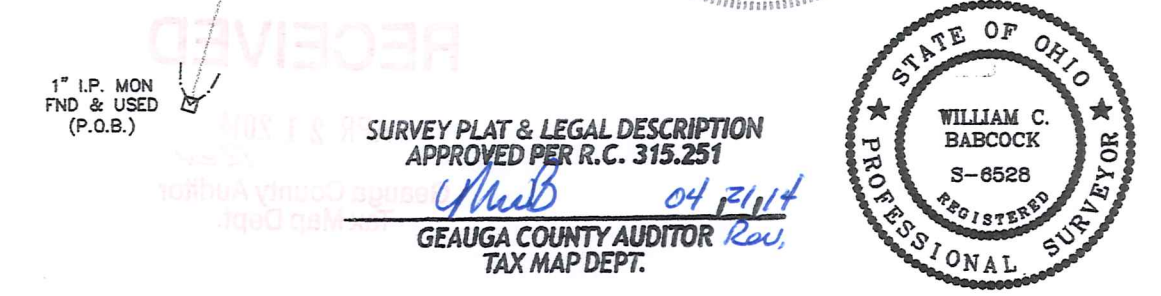 1" I.P. MON
FND & USED
(P.O.B.)
RECEIVED
SURVEY PLAT & LEGAL DESCRIPTION
APPROVED PER R.C. 315.251
04,21,14
GEAUGA COUNTY AUDITOR Rev,
TAX MAP DEPT.
Geauga County Auditor
Tax Map Dept.
STATE OF OHIO
WILLIAM C.
BABCOCK
S-6528
REGISTERED
PROFESSIONAL SURVEYOR